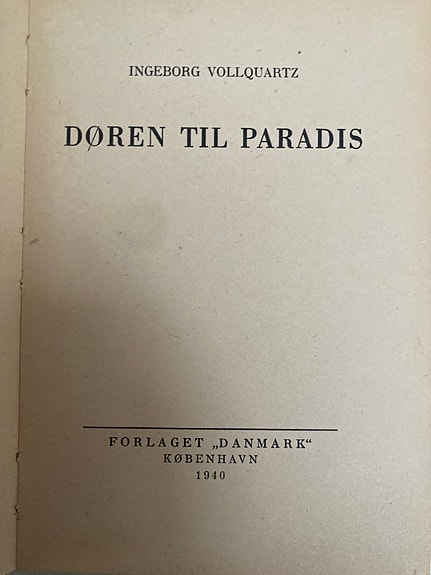 INGEBORG VOLLQUARTZ
DØREN TIL PARADIS
FORLAGET „DANMARK“
KØBENHAVN
1940